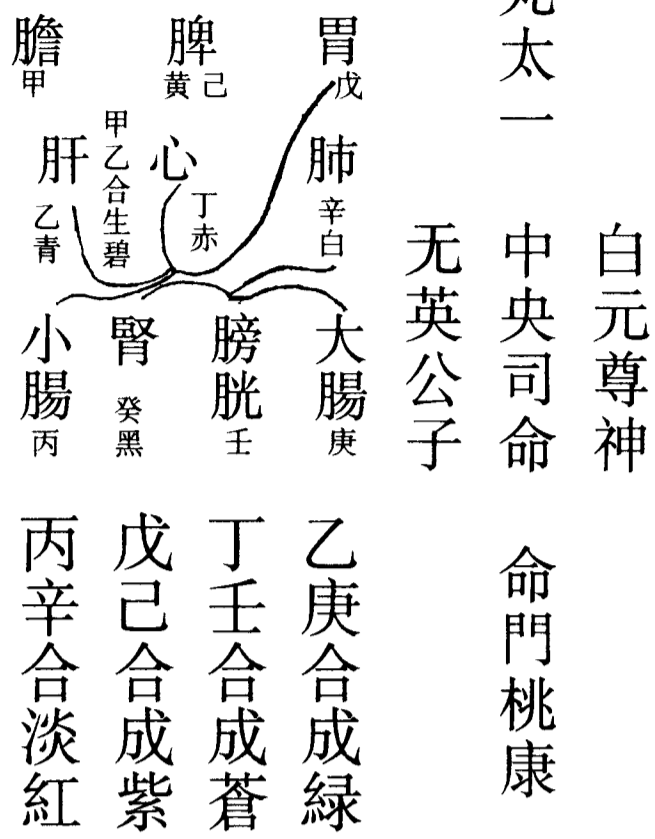 白元尊神
太一
中央司命
命門桃康
无英公子
胃
戊
肺
辛白
大腸
庚
乙庚合成緑
脾
己
黄
心
丁赤
膀胱
壬
丁壬合成蒼
甲乙合生碧
腎
癸黑
戊己合成紫
膽
甲
肝
乙青
小腸
丙
丙辛合淡紅